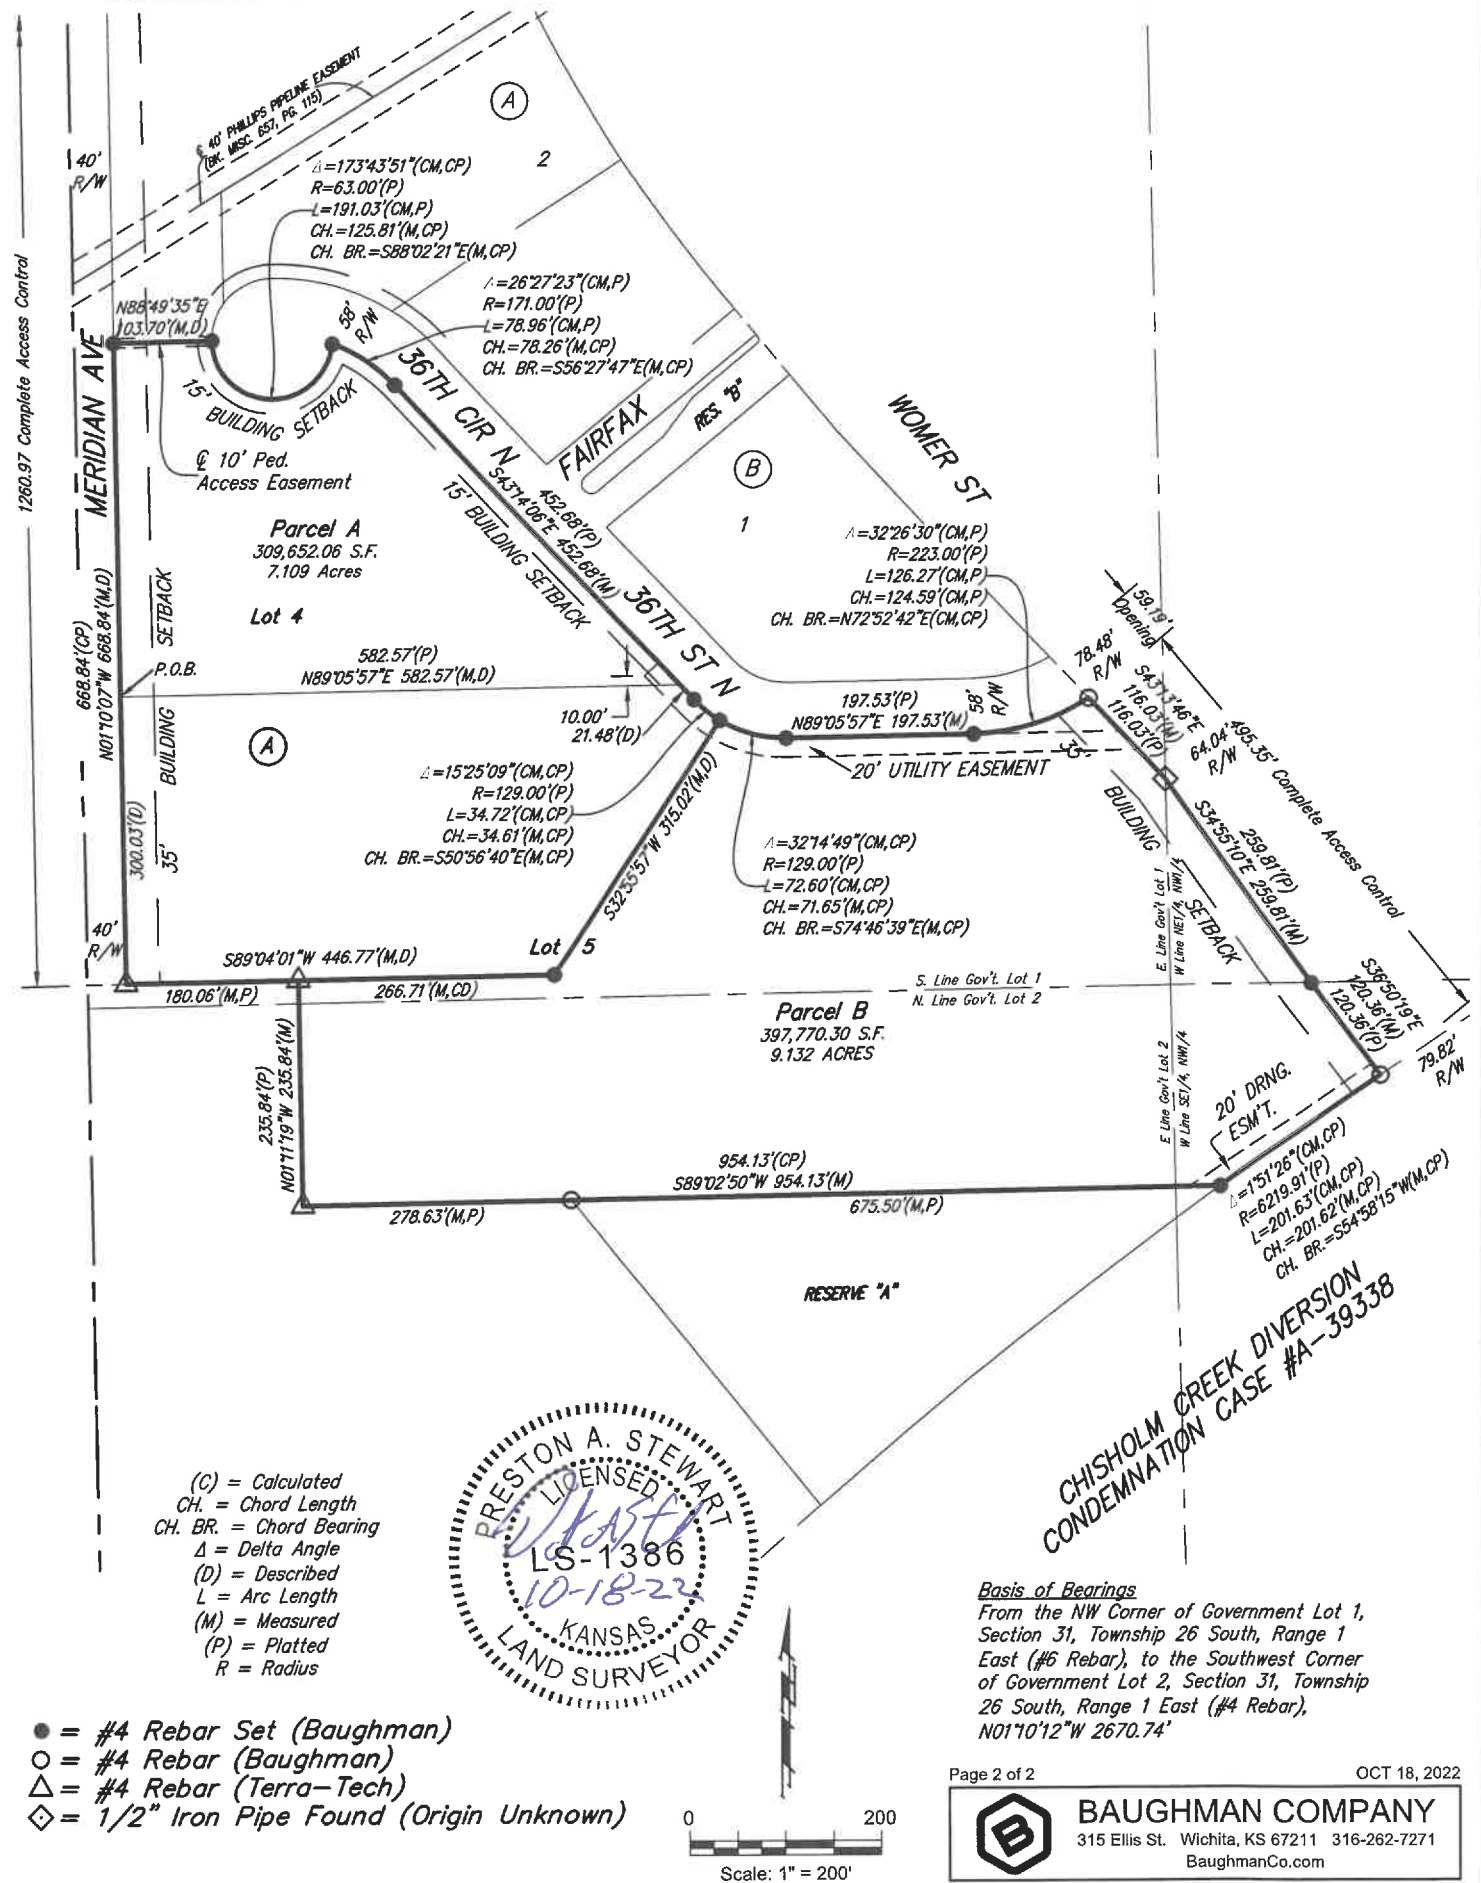 1260.97 Complete Access Control
40'
R/W
℄ 40' PHILLIPS PIPELINE EASEMENT
(BK. MISC. 657, PG. 115)
A
2
Δ=173°43'51"(CM,CP)
R=63.00'(P)
L=191.03'(CM,P)
CH.=125.81'(M,CP)
CH. BR.=S88°02'21"E(M,CP)
Δ=26°27'23"(CM,P)
R=171.00'(P)
L=78.96'(CM,P)
CH.=78.26'(M,CP)
CH. BR.=S56°27'47"E(M,CP)
N88°49'35"E
103.70'(M,D)
58'
R/W
MERIDIAN AVE
15' BUILDING SETBACK
℄ 10' Ped.
Access Easement
36TH CIR N
FAIRFAX
RES. "B"
WOMER ST
B
1
Parcel A
309,652.06 S.F.
7.109 Acres
Lot 4
452.68'(P)
S43°14'06"E 452.68'(M)
15' BUILDING SETBACK
36TH ST N
Δ=32°26'30"(CM,P)
R=223.00'(P)
L=126.27'(CM,P)
CH.=124.59'(CM,P)
CH. BR.=N72°52'42"E(CM,CP)
59.19'
Opening
78.48'
R/W
S43°13'46"E
116.03'(M)
116.03'(P)
64.04'
R/W
495.35' Complete Access Control
668.84'(CP)
N01°10'07"W 668.84'(M,D)
P.O.B.
582.57'(P)
N89°05'57"E 582.57'(M,D)
10.00'
21.48'(D)
197.53'(P)
N89°05'57"E 197.53'(M)
58'
R/W
35'
20' UTILITY EASEMENT
BUILDING SETBACK
35' BUILDING SETBACK
A
300.03'(D)
Δ=15°25'09"(CM,CP)
R=129.00'(P)
L=34.72'(CM,CP)
CH.=34.61'(M,CP)
CH. BR.=S50°56'40"E(M,CP)
S32°55'57"W 315.02'(M,D)
Δ=32°14'49"(CM,CP)
R=129.00'(P)
L=72.60'(CM,CP)
CH.=71.65'(M,CP)
CH. BR.=S74°46'39"E(M,CP)
259.81'(P)
S34°55'10"E 259.81'(M)
E. Line Gov't Lot 1
W Line NE1/4, NW1/4
40'
R/W
S89°04'01"W 446.77'(M,D)
Lot 5
180.06'(M,P)
266.71'(M,CD)
S. Line Gov't. Lot 1
N. Line Gov't. Lot 2
S36°50'19"E
120.36'(M)
120.36'(P)
79.82'
R/W
Parcel B
397,770.30 S.F.
9.132 ACRES
235.84'(P)
N01°11'19"W 235.84'(M)
E Line Gov't Lot 2
W Line SE1/4, NW1/4
20' DRNG.
ESM'T.
954.13'(CP)
S89°02'50"W 954.13'(M)
278.63'(M,P)
675.50'(M,P)
Δ=1°51'26"(CM,CP)
R=6219.91'(P)
L=201.63'(CM,CP)
CH.=201.62'(M,CP)
CH. BR.=S54°58'15"W(M,CP)
RESERVE "A"
CHISHOLM CREEK DIVERSION
CONDEMNATION CASE #A-39338
(C) = Calculated
CH. = Chord Length
CH. BR. = Chord Bearing
Δ = Delta Angle
(D) = Described
L = Arc Length
(M) = Measured
(P) = Platted
R = Radius
PRESTON A. STEWART
LICENSED
LS-1386
10-18-22
KANSAS
LAND SURVEYOR
Basis of Bearings
From the NW Corner of Government Lot 1,
Section 31, Township 26 South, Range 1
East (#6 Rebar), to the Southwest Corner
of Government Lot 2, Section 31, Township
26 South, Range 1 East (#4 Rebar),
N01°10'12"W 2670.74'
● = #4 Rebar Set (Baughman)
○ = #4 Rebar (Baughman)
△ = #4 Rebar (Terra-Tech)
◇ = 1/2" Iron Pipe Found (Origin Unknown)
0 200
Scale: 1" = 200'
Page 2 of 2 OCT 18, 2022
B
BAUGHMAN COMPANY
315 Ellis St. Wichita, KS 67211 316-262-7271
BaughmanCo.com